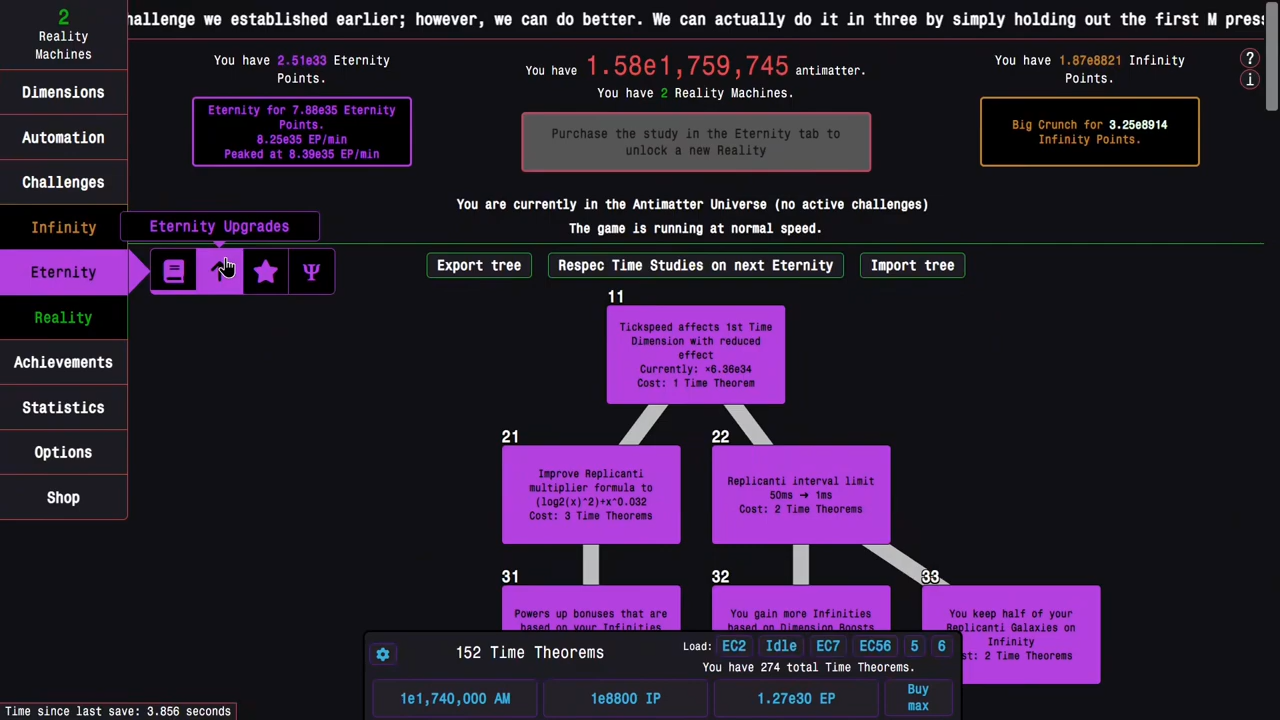 2
Reality
Machines
hallenge we established earlier; however, we can do better. We can actually do it in three by simply holding out the first M pres
Dimensions
Automation
Challenges
Infinity
Eternity
Reality
Achievements
Statistics
Options
Shop
You have 2.51e33 Eternity
Points.
Eternity for 7.88e35 Eternity
Points.
8.25e35 EP/min
Peaked at 8.39e35 EP/min
You have 1.58e1,759,745 antimatter.
You have 2 Reality Machines.
Purchase the study in the Eternity tab to
unlock a new Reality
You have 1.87e8821 Infinity
Points.
Big Crunch for 3.25e8914
Infinity Points.
?
i
You are currently in the Antimatter Universe (no active challenges)
The game is running at normal speed.
Eternity Upgrades
Ψ
Export tree
Respec Time Studies on next Eternity
Import tree
11
Tickspeed affects 1st Time
Dimension with reduced
effect
Currently: ×6.36e34
Cost: 1 Time Theorem
21
Improve Replicanti
multiplier formula to
(log2(x)^2)+x^0.032
Cost: 3 Time Theorems
22
Replicanti interval limit
50ms → 1ms
Cost: 2 Time Theorems
31
Powers up bonuses that are
based on your Infinities
32
You gain more Infinities
based on Dimension Boosts
33
You keep half of your
Replicanti Galaxies on
Infinity
st: 2 Time Theorems
152 Time Theorems
Load: EC2 Idle EC7 EC56 5 6
You have 274 total Time Theorems.
1e1,740,000 AM
1e8800 IP
1.27e30 EP
Buy
max
Time since last save: 3.856 seconds